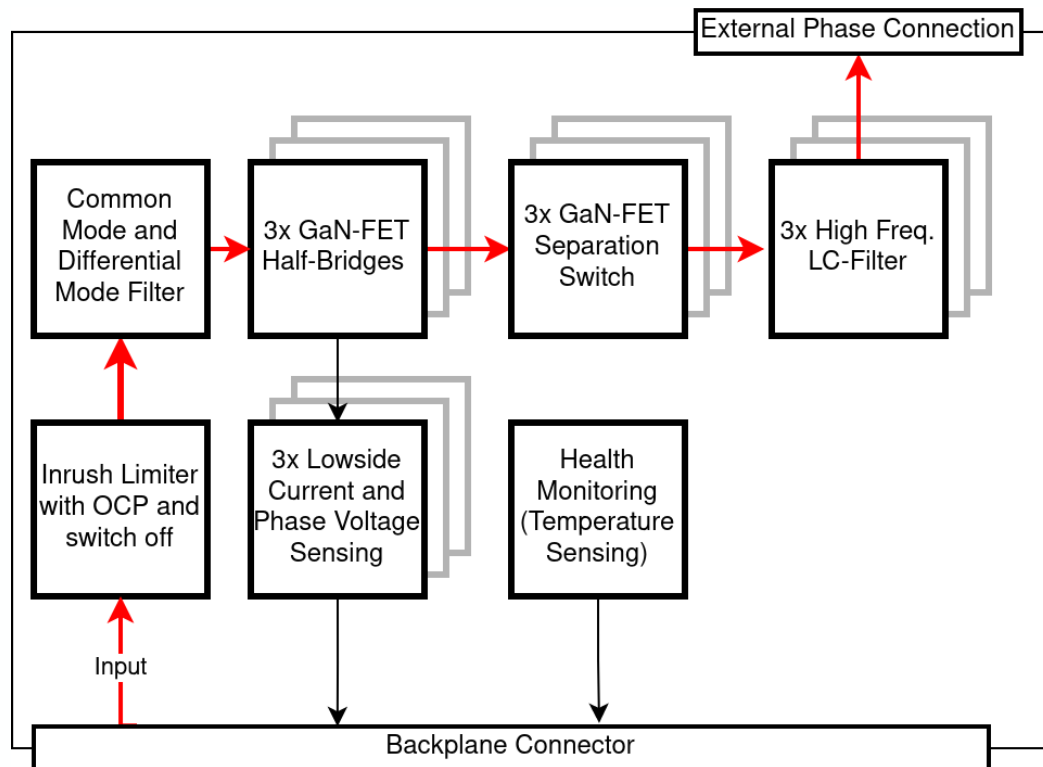 External Phase Connection
Common
Mode and
Differential
Mode Filter
3x GaN-FET
Half-Bridges
3x GaN-FET
Separation
Switch
3x High Freq.
LC-Filter
Inrush Limiter
with OCP and
switch off
3x Lowside
Current and
Phase Voltage
Sensing
Health
Monitoring
(Temperature
Sensing)
Input
Backplane Connector